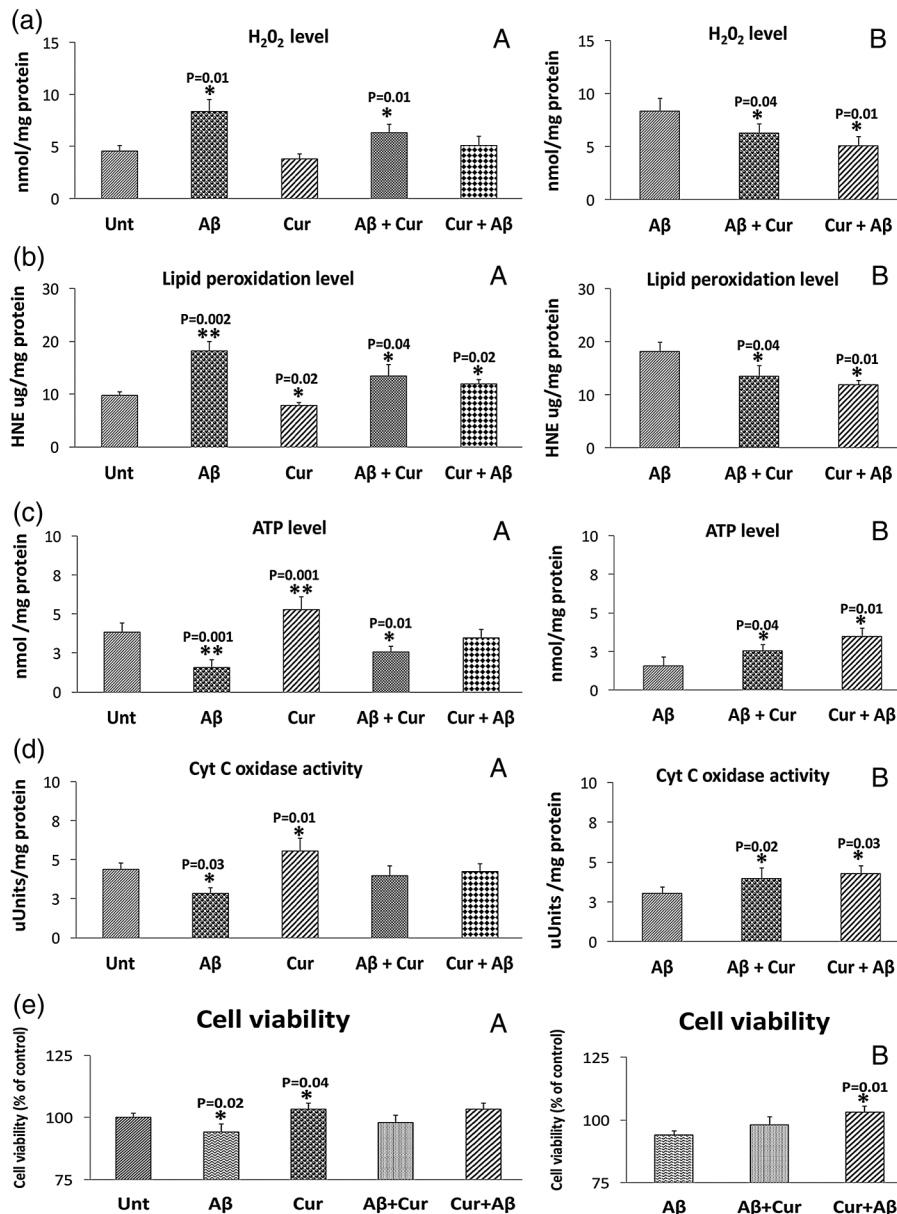 (a)
H₂0₂ level
A
nmol/mg protein
15
10
5
0
P=0.01
*
P=0.01
*
Unt Aβ Cur Aβ + Cur Cur + Aβ
H₂0₂ level
B
nmol/mg protein
15
10
5
0
P=0.04
*
P=0.01
*
Aβ Aβ + Cur Cur + Aβ
(b)
Lipid peroxidation level
A
HNE ug/mg protein
30
20
10
0
P=0.002
**
P=0.02
*
P=0.04
*
P=0.02
*
Unt Aβ Cur Aβ + Cur Cur + Aβ
Lipid peroxidation level
B
HNE ug/mg protein
30
20
10
0
P=0.04
*
P=0.01
*
Aβ Aβ + Cur Cur + Aβ
(c)
ATP level
A
nmol /mg protein
10
8
5
3
0
P=0.001
**
P=0.001
**
P=0.01
*
Unt Aβ Cur Aβ + Cur Cur + Aβ
ATP level
B
nmol/mg protein
10
8
5
3
0
P=0.04
*
P=0.01
*
Aβ Aβ + Cur Cur + Aβ
(d)
Cyt C oxidase activity
A
uUnits/mg protein
10
8
5
3
0
P=0.03
*
P=0.01
*
Unt Aβ Cur Aβ + Cur Cur + Aβ
Cyt C oxidase activity
B
uUnits /mg protein
10
8
5
3
0
P=0.02
*
P=0.03
*
Aβ Aβ + Cur Cur + Aβ
(e)
Cell viability
A
Cell viability (% of control)
125
100
75
P=0.02
*
P=0.04
*
Unt Aβ Cur Aβ+Cur Cur+Aβ
Cell viability
B
Cell viability (% of control)
125
100
75
P=0.01
*
Aβ Aβ+Cur Cur+Aβ